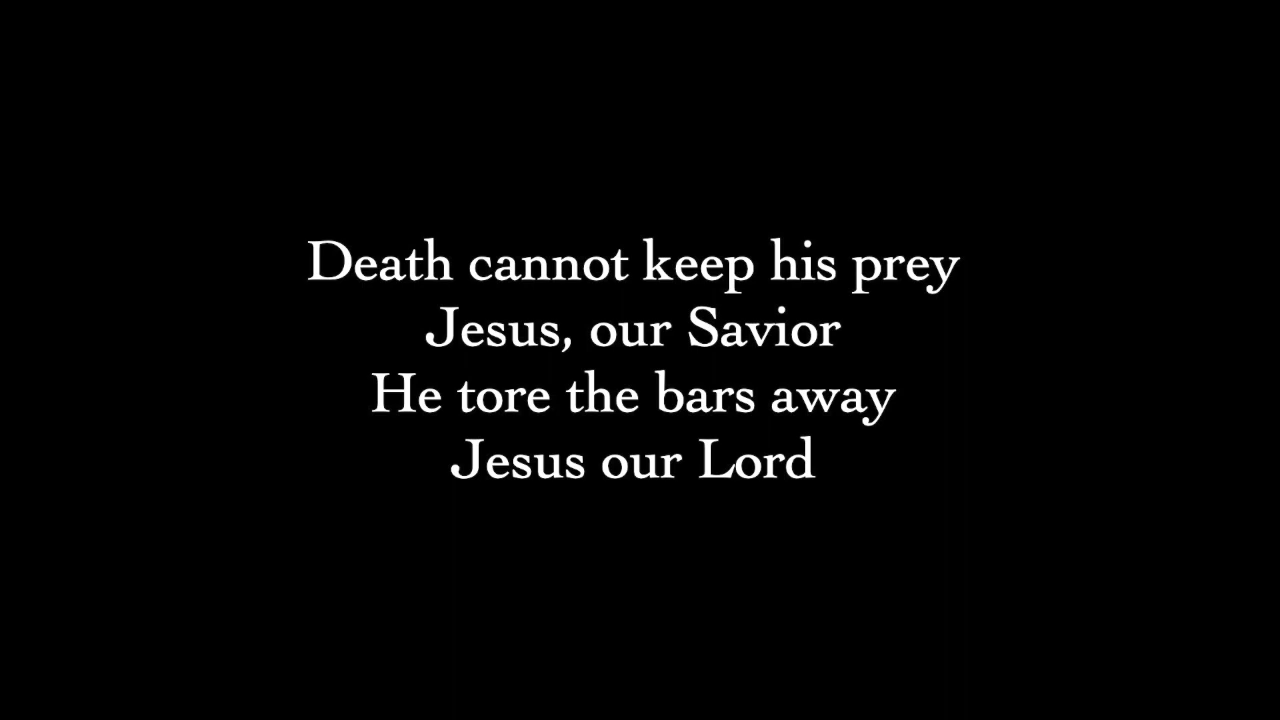 Death cannot keep his prey
Jesus, our Savior
He tore the bars away
Jesus our Lord